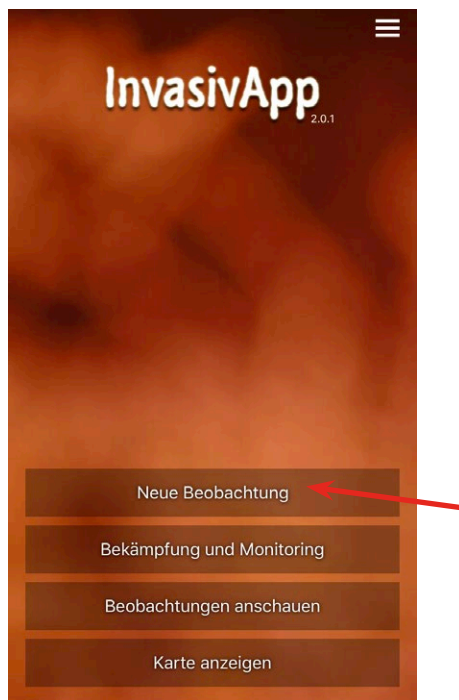 InvasivApp
2.0.1
Neue Beobachtung
Bekämpfung und Monitoring
Beobachtungen anschauen
Karte anzeigen